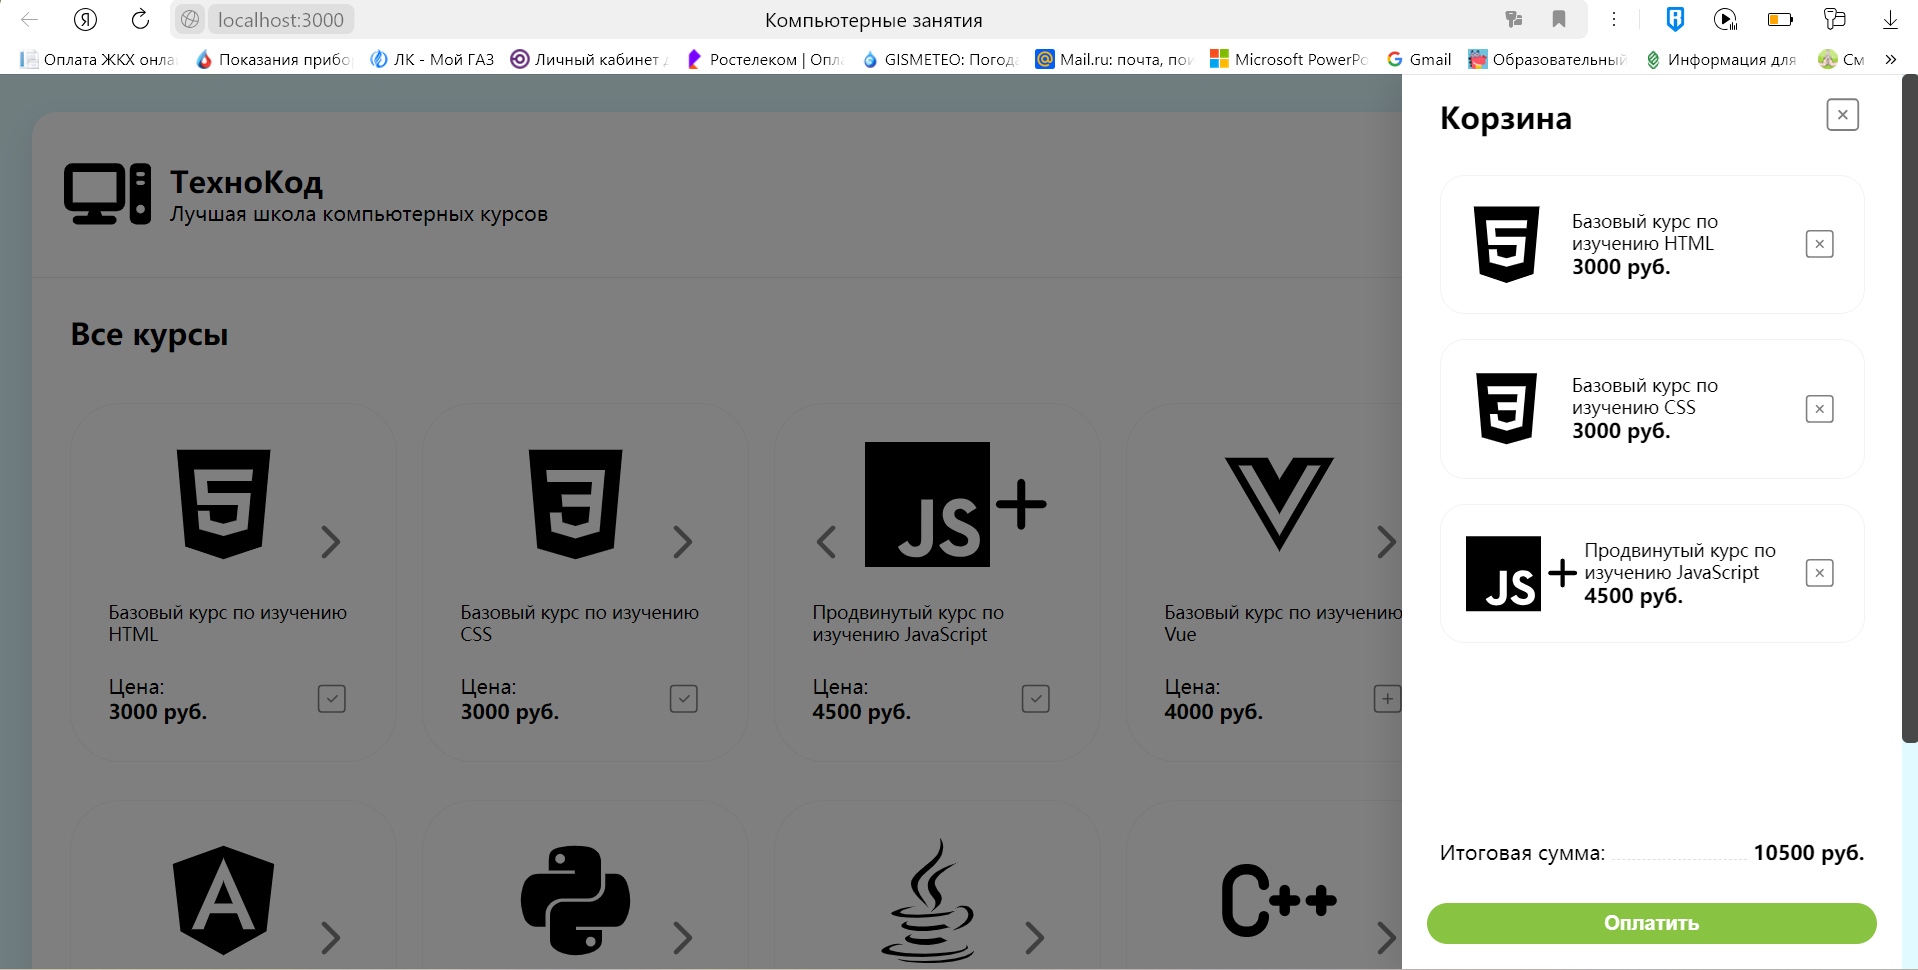 localhost:3000
Компьютерные занятия
Оплата ЖКХ онла
Показания прибо
ЛК - Мой ГАЗ
Личный кабинет
Ростелеком | Опл
GISMETEO: Погода
Mail.ru: почта, пои
Microsoft PowerPo
Gmail
Образовательный
Информация для
См
ТехноКод
Лучшая школа компьютерных курсов
Все курсы
Базовый курс по изучению
HTML
Цена:
3000 руб.
Базовый курс по изучению
CSS
Цена:
3000 руб.
JS
Продвинутый курс по
изучению JavaScript
Цена:
4500 руб.
Базовый курс по изучению
Vue
Цена:
4000 руб.
C++
Корзина
Базовый курс по
изучению HTML
3000 руб.
Базовый курс по
изучению CSS
3000 руб.
JS
Продвинутый курс по
изучению JavaScript
4500 руб.
Итоговая сумма: 10500 руб.
Оплатить